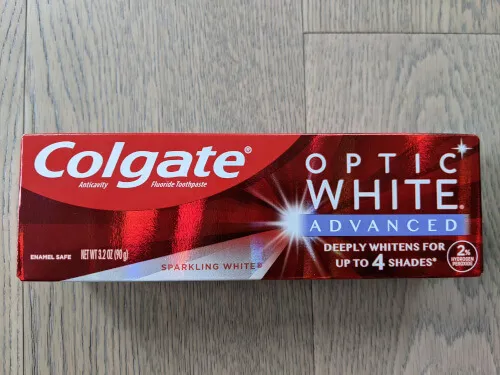 Colgate®
Anticavity Fluoride Toothpaste
OPTIC
WHITE®
ADVANCED
DEEPLY WHITENS FOR
UP TO 4 SHADES*
2%
HYDROGEN
PEROXIDE
ENAMEL SAFE
NET WT 3.2 OZ (90g)
SPARKLING WHITE